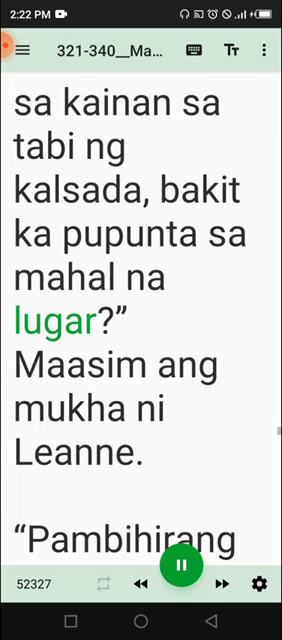 2:22 PM
321-340__Ma...
TT
sa kainan sa
tabi ng
kalsada, bakit
ka pupunta sa
mahal na
lugar?”
Maasim ang
mukha ni
Leanne.
“Pambihirang
52327